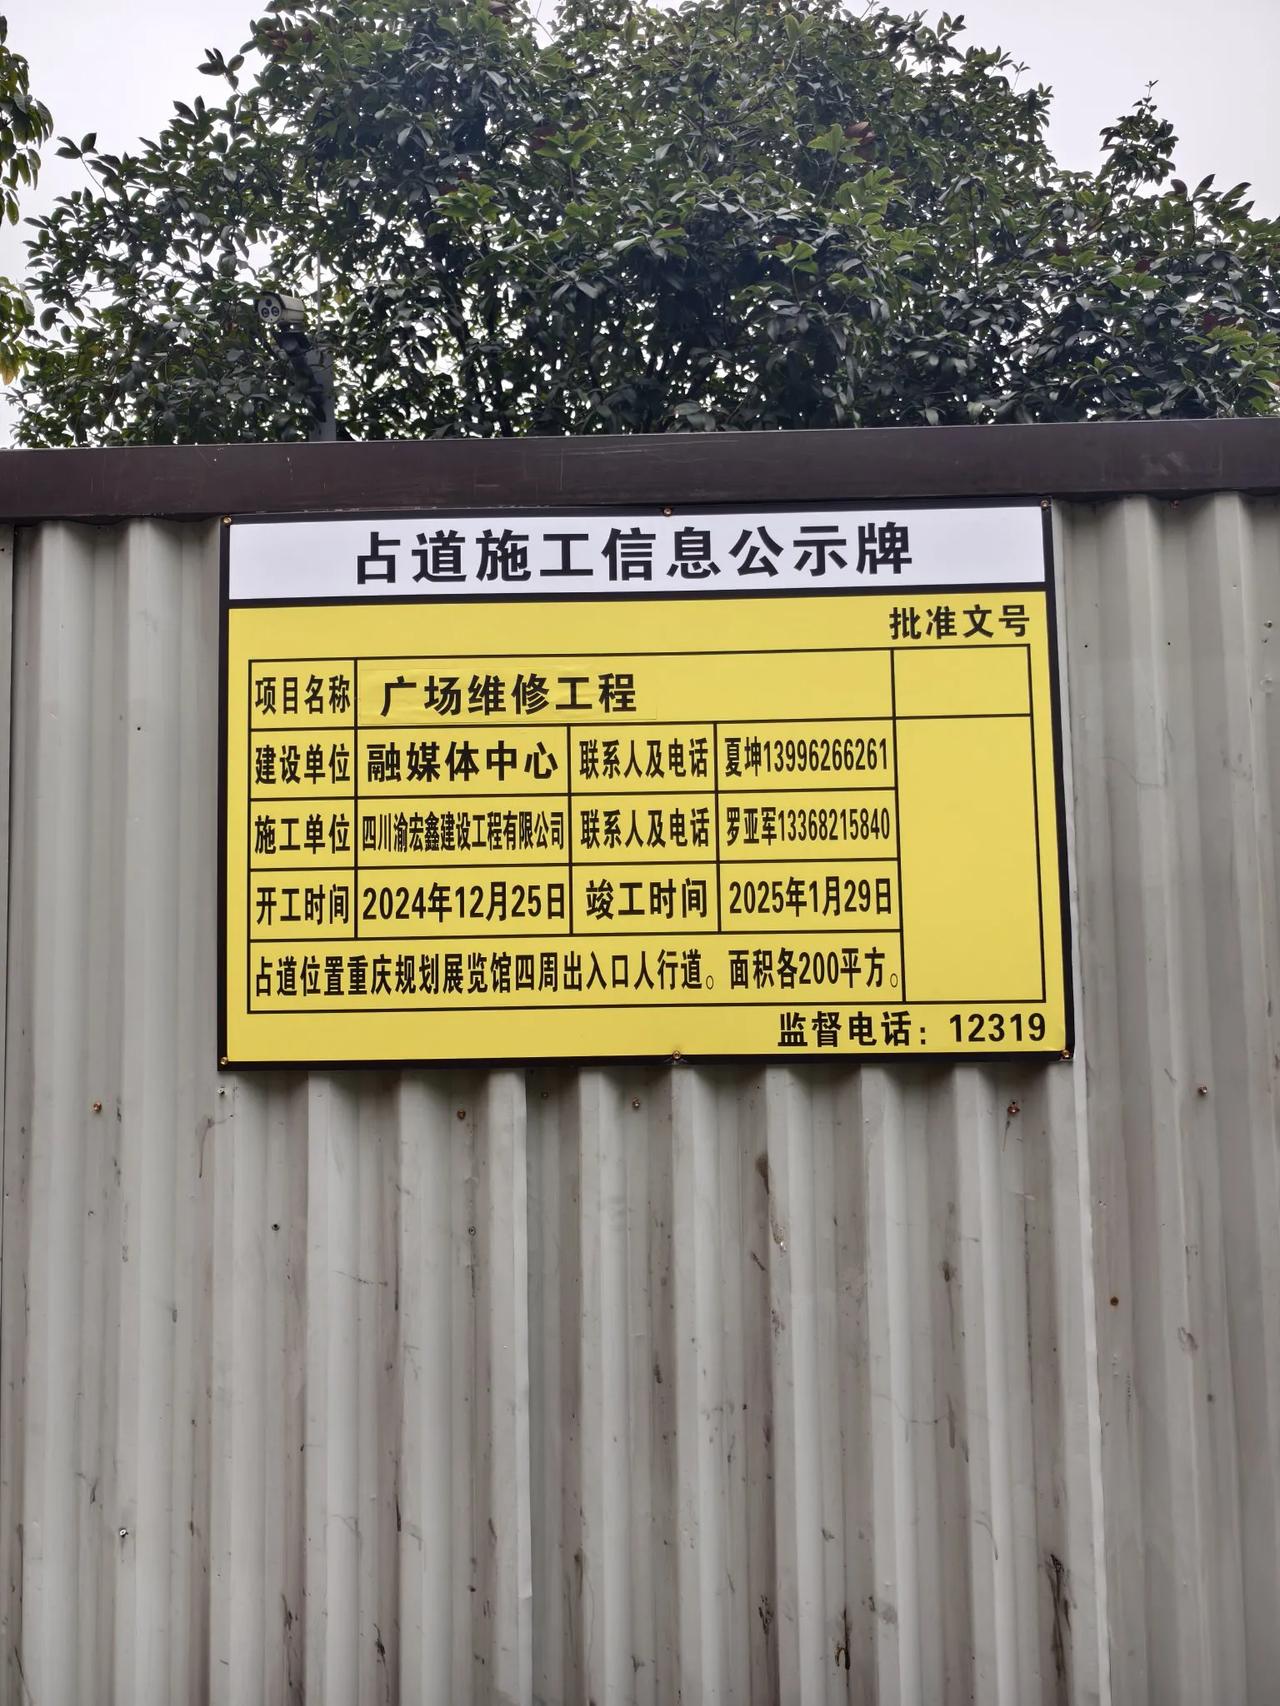 占道施工信息公示牌
批准文号
项目名称 广场维修工程
建设单位 融媒体中心 联系人及电话 夏坤13996266261
施工单位 四川渝宏鑫建设工程有限公司 联系人及电话 罗亚军13368215840
开工时间 2024年12月25日 竣工时间 2025年1月29日
占道位置重庆规划展览馆四周出入口人行道。面积各200平方。
监督电话：12319